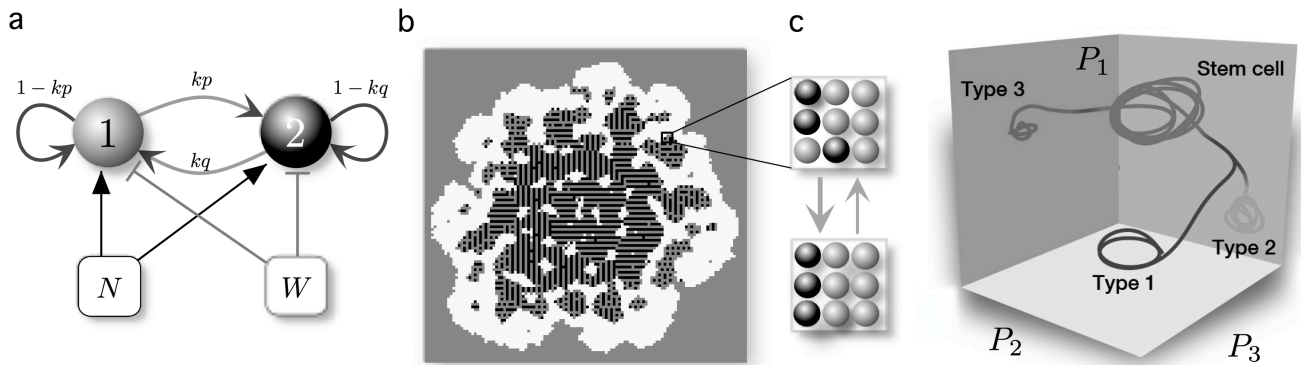 a
b
c
1 − kp
kp
1 − kq
1
2
kq
N
W
P1
Stem cell
Type 3
Type 2
Type 1
P2
P3